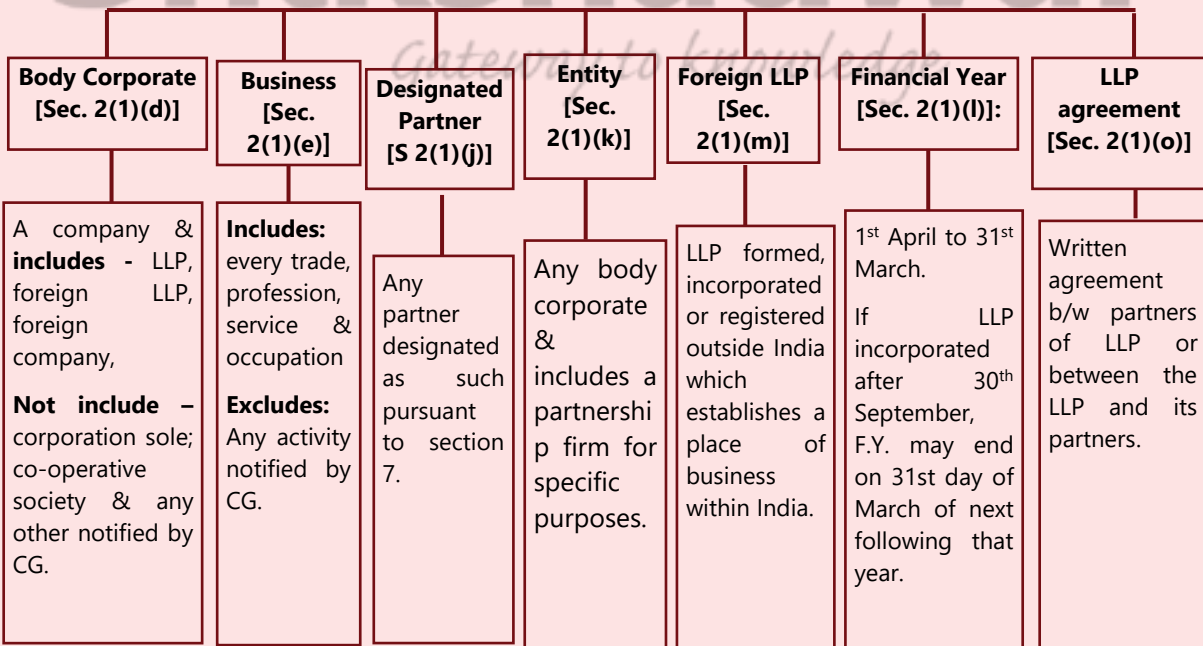 Gateway to knowledge
Body Corporate
[Sec. 2(1)(d)]
A company &
includes - LLP,
foreign LLP,
foreign
company,
Not include –
corporation sole;
co-operative
society & any
other notified by
CG.
Business
[Sec.
2(1)(e)]
Includes:
every trade,
profession,
service &
occupation
Excludes:
Any activity
notified by
CG.
Designated
Partner
[S 2(1)(j)]
Any
partner
designated
as such
pursuant
to section
7.
Entity
[Sec.
2(1)(k)]
Any body
corporate
&
includes a
partnershi
p firm for
specific
purposes.
Foreign LLP
[Sec.
2(1)(m)]
LLP formed,
incorporated
or registered
outside India
which
establishes a
place of
business
within India.
Financial Year
[Sec. 2(1)(l)]:
1st April to 31st
March.
If LLP
incorporated
after 30th
September,
F.Y. may end
on 31st day of
March of next
following that
year.
LLP
agreement
[Sec. 2(1)(o)]
Written
agreement
b/w partners
of LLP or
between the
LLP and its
partners.